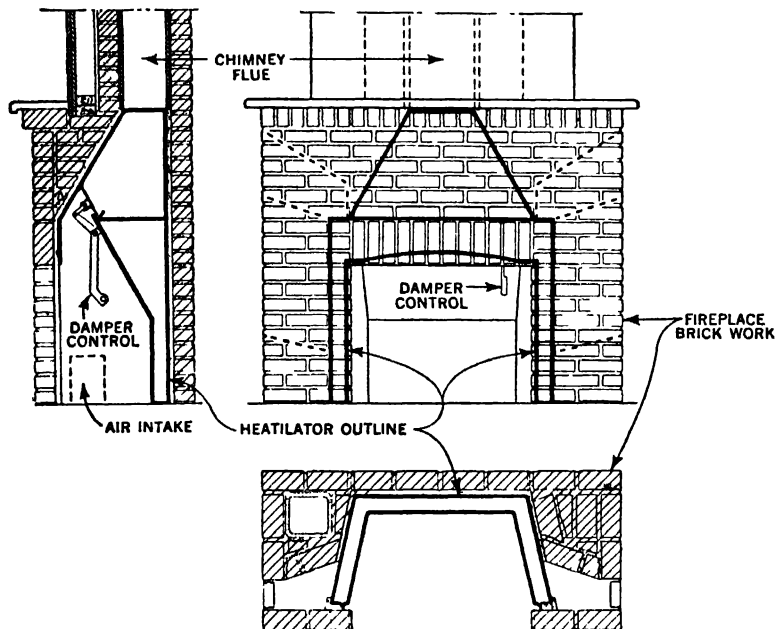 CHIMNEY
FLUE
DAMPER
CONTROL
DAMPER
CONTROL
FIREPLACE
BRICK WORK
AIR INTAKE
HEATILATOR OUTLINE